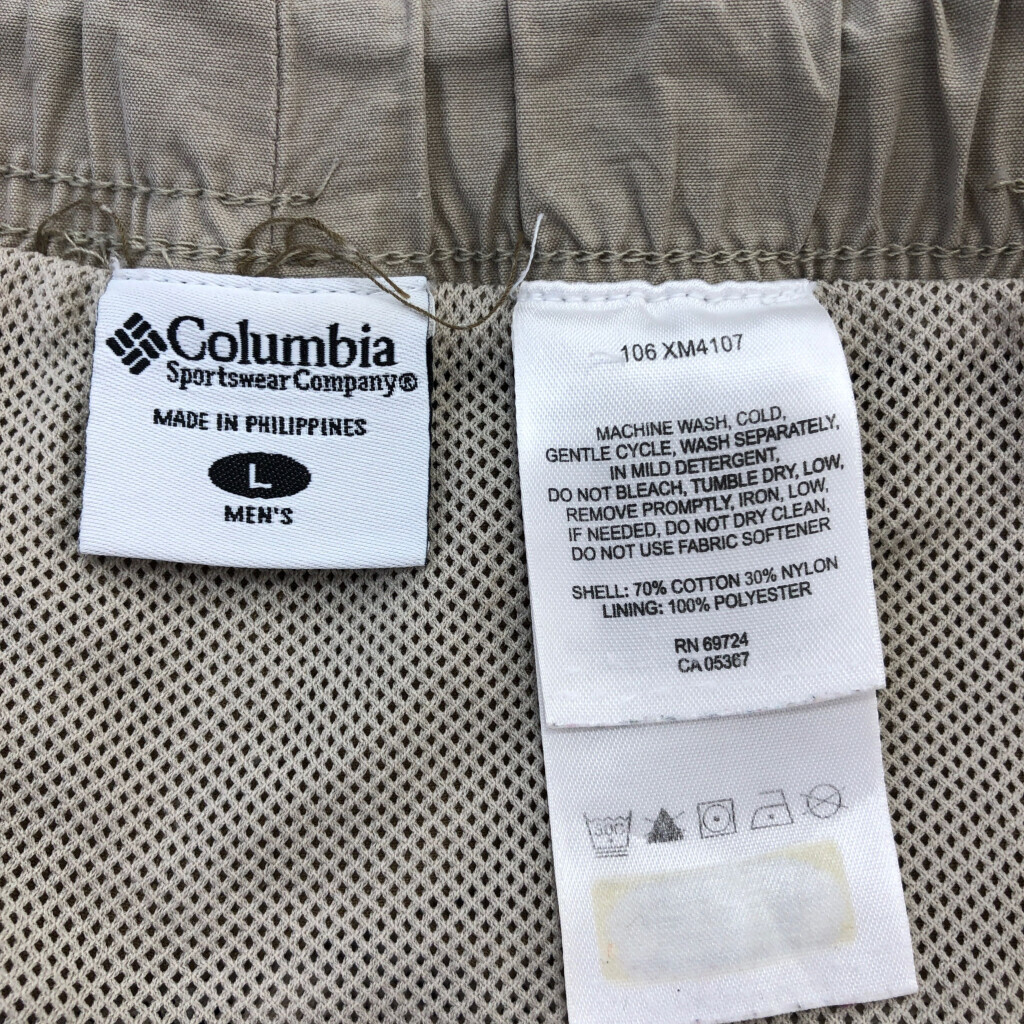 Columbia
Sportswear Company®
MADE IN PHILIPPINES
L
MEN'S
106 XM4107
MACHINE WASH, COLD,
GENTLE CYCLE, WASH SEPARATELY,
IN MILD DETERGENT,
DO NOT BLEACH, TUMBLE DRY, LOW,
REMOVE PROMPTLY, IRON, LOW,
IF NEEDED, DO NOT DRY CLEAN,
DO NOT USE FABRIC SOFTENER
SHELL: 70% COTTON 30% NYLON
LINING: 100% POLYESTER
RN 69724
CA 05367
30C